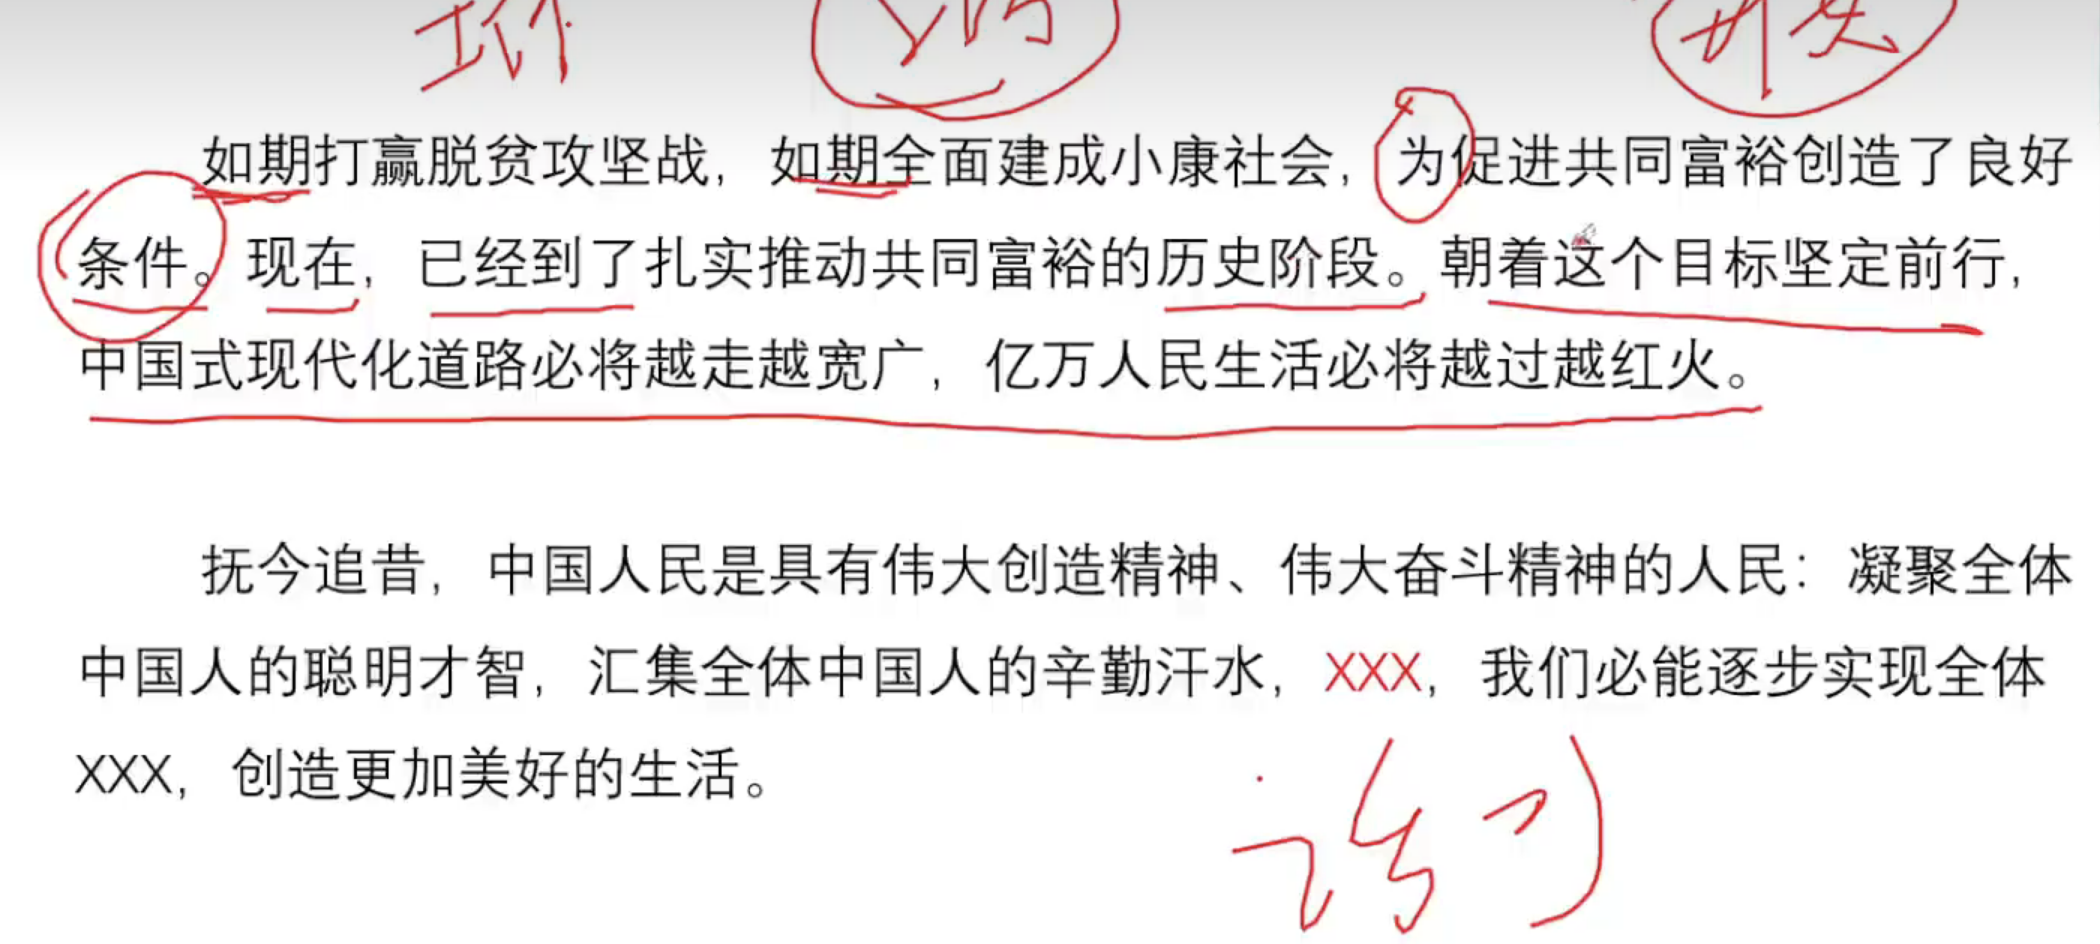 如期打赢脱贫攻坚战，如期全面建成小康社会，为促进共同富裕创造了良好
条件。现在，已经到了扎实推动共同富裕的历史阶段。朝着这个目标坚定前行，
中国式现代化道路必将越走越宽广，亿万人民生活必将越过越红火。
抚今追昔，中国人民是具有伟大创造精神、伟大奋斗精神的人民：凝聚全体
中国人的聪明才智，汇集全体中国人的辛勤汗水，XXX，我们必能逐步实现全体
XXX，创造更加美好的生活。